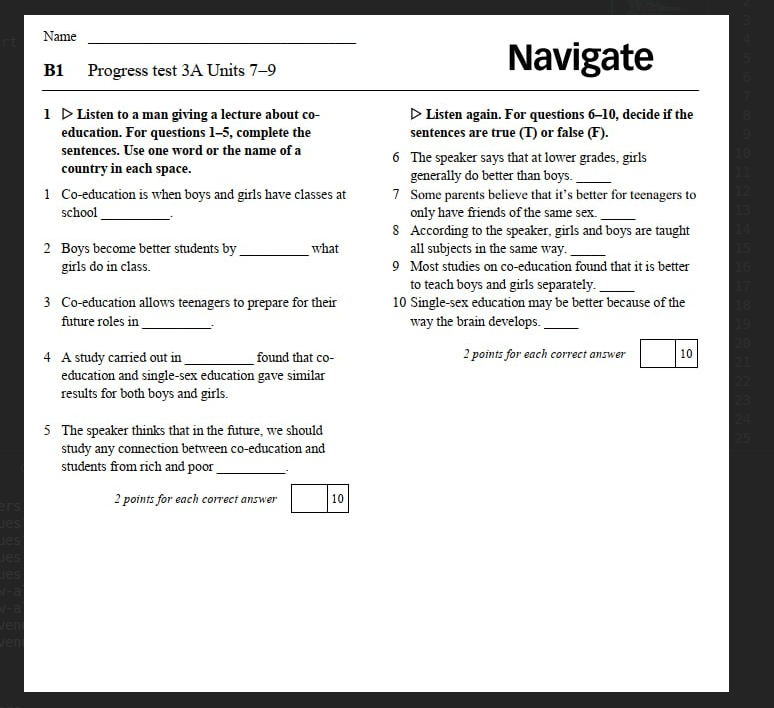 Name ________________
Navigate
B1 Progress test 3A Units 7–9
1 ▷ Listen to a man giving a lecture about co-
education. For questions 1–5, complete the
sentences. Use one word or the name of a
country in each space.
1 Co-education is when boys and girls have classes at
school __________.
2 Boys become better students by __________ what
girls do in class.
3 Co-education allows teenagers to prepare for their
future roles in __________.
4 A study carried out in __________ found that co-
education and single-sex education gave similar
results for both boys and girls.
5 The speaker thinks that in the future, we should
study any connection between co-education and
students from rich and poor __________.
2 points for each correct answer 10
▷ Listen again. For questions 6–10, decide if the
sentences are true (T) or false (F).
6 The speaker says that at lower grades, girls
generally do better than boys. _____
7 Some parents believe that it's better for teenagers to
only have friends of the same sex. _____
8 According to the speaker, girls and boys are taught
all subjects in the same way. _____
9 Most studies on co-education found that it is better
to teach boys and girls separately. _____
10 Single-sex education may be better because of the
way the brain develops. _____
2 points for each correct answer 10